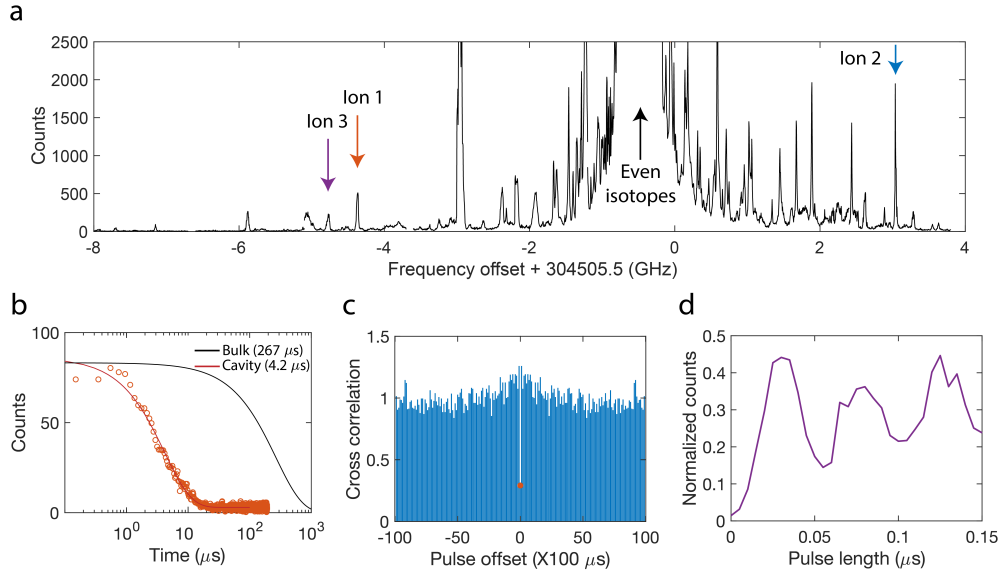 a
2500
2000
1500
1000
500
0
Counts
Ion 3
Ion 1
Ion 2
Even
isotopes
-8
-6
-4
-2
0
2
4
Frequency offset + 304505.5 (GHz)
b
100
50
0
Counts
Bulk (267 μs)
Cavity (4.2 μs)
10⁰
10¹
10²
10³
Time (μs)
c
1.5
1
0.5
0
Cross correlation
-100
-50
0
50
100
Pulse offset (X100 μs)
d
0.5
0.4
0.3
0.2
0.1
0
Normalized counts
0
0.05
0.1
0.15
Pulse length (μs)